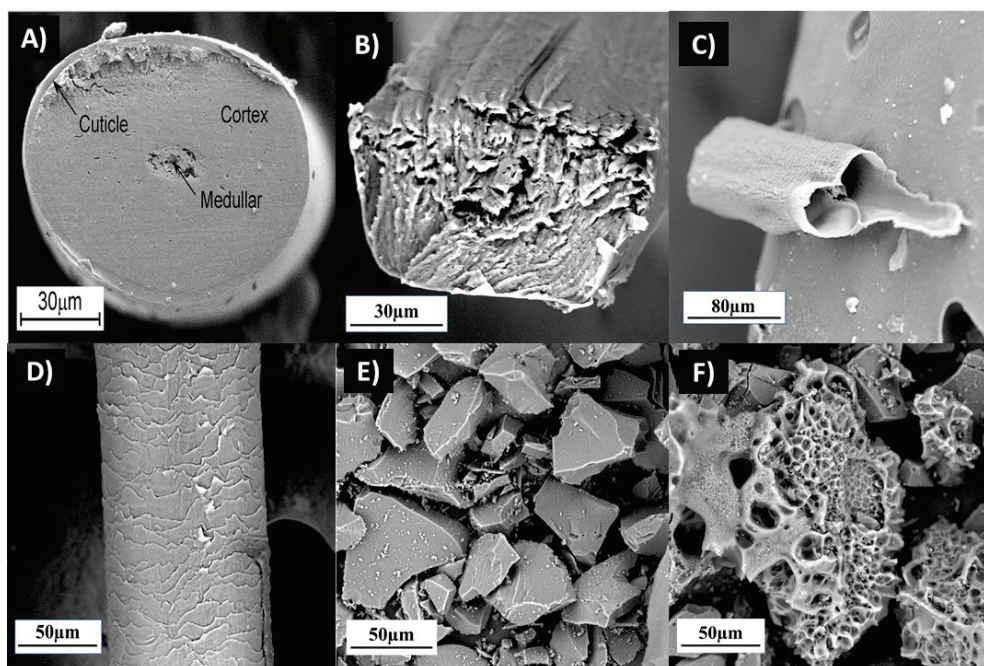 A)
Cuticle
Cortex
Medullar
30μm
B)
30μm
C)
80μm
D)
50μm
E)
50μm
F)
50μm